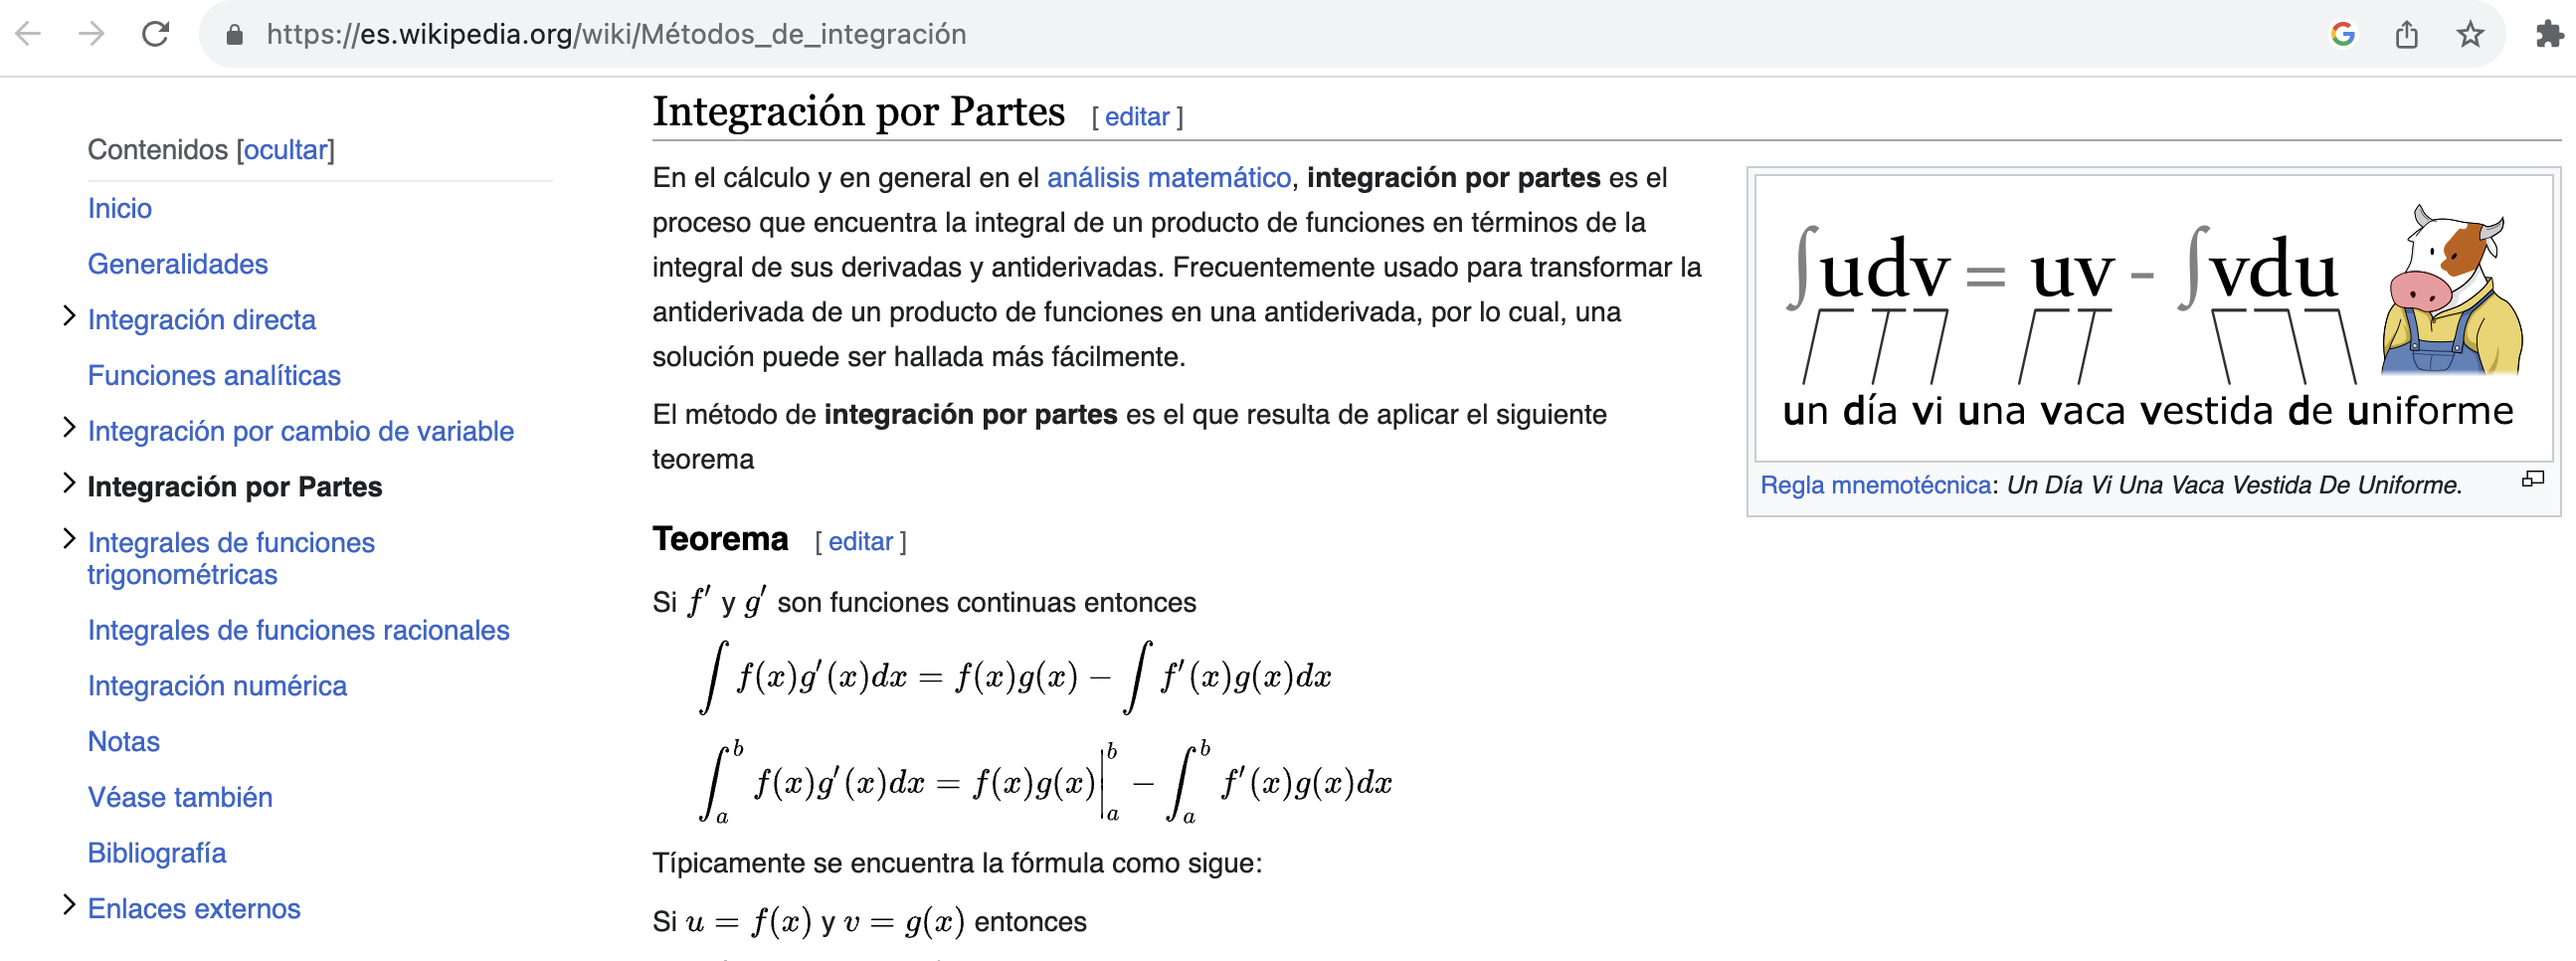 https://es.wikipedia.org/wiki/Métodos_de_integración
Contenidos [ocultar]
Inicio
Generalidades
Integración directa
Funciones analíticas
Integración por cambio de variable
Integración por Partes
Integrales de funciones
trigonométricas
Integrales de funciones racionales
Integración numérica
Notas
Véase también
Bibliografía
Enlaces externos
Integración por Partes [ editar ]
En el cálculo y en general en el análisis matemático, integración por partes es el
proceso que encuentra la integral de un producto de funciones en términos de la
integral de sus derivadas y antiderivadas. Frecuentemente usado para transformar la
antiderivada de un producto de funciones en una antiderivada, por lo cual, una
solución puede ser hallada más fácilmente.
El método de integración por partes es el que resulta de aplicar el siguiente
teorema
∫udv = uv - ∫vdu
un día vi una vaca vestida de uniforme
Regla mnemotécnica: Un Día Vi Una Vaca Vestida De Uniforme.
Teorema [ editar ]
Si f′ y g′ son funciones continuas entonces
∫ f(x)g′(x)dx = f(x)g(x) − ∫ f′(x)g(x)dx
∫_a^b f(x)g′(x)dx = f(x)g(x)|_a^b − ∫_a^b f′(x)g(x)dx
Típicamente se encuentra la fórmula como sigue:
Si u = f(x) y v = g(x) entonces